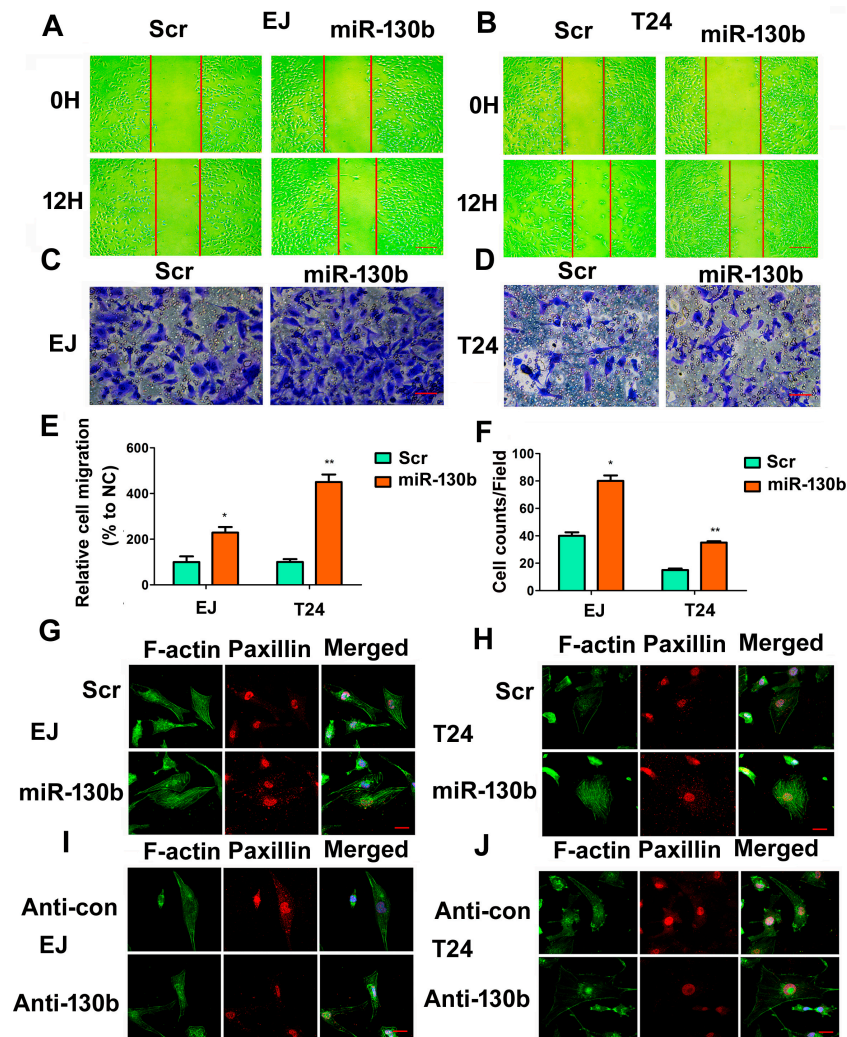 A
Scr
EJ
miR-130b
0H
12H
B
Scr
T24
miR-130b
0H
12H
C
Scr
miR-130b
EJ
D
Scr
miR-130b
T24
E
Relative cell migration
(% to NC)
600
400
200
0
*
**
EJ
T24
Scr
miR-130b
F
Cell counts/Field
100
80
60
40
20
0
*
**
EJ
T24
Scr
miR-130b
G
F-actin Paxillin Merged
Scr
EJ
miR-130b
H
F-actin Paxillin Merged
Scr
T24
miR-130b
I
F-actin Paxillin Merged
Anti-con
EJ
Anti-130b
J
F-actin Paxillin Merged
Anti-con
T24
Anti-130b